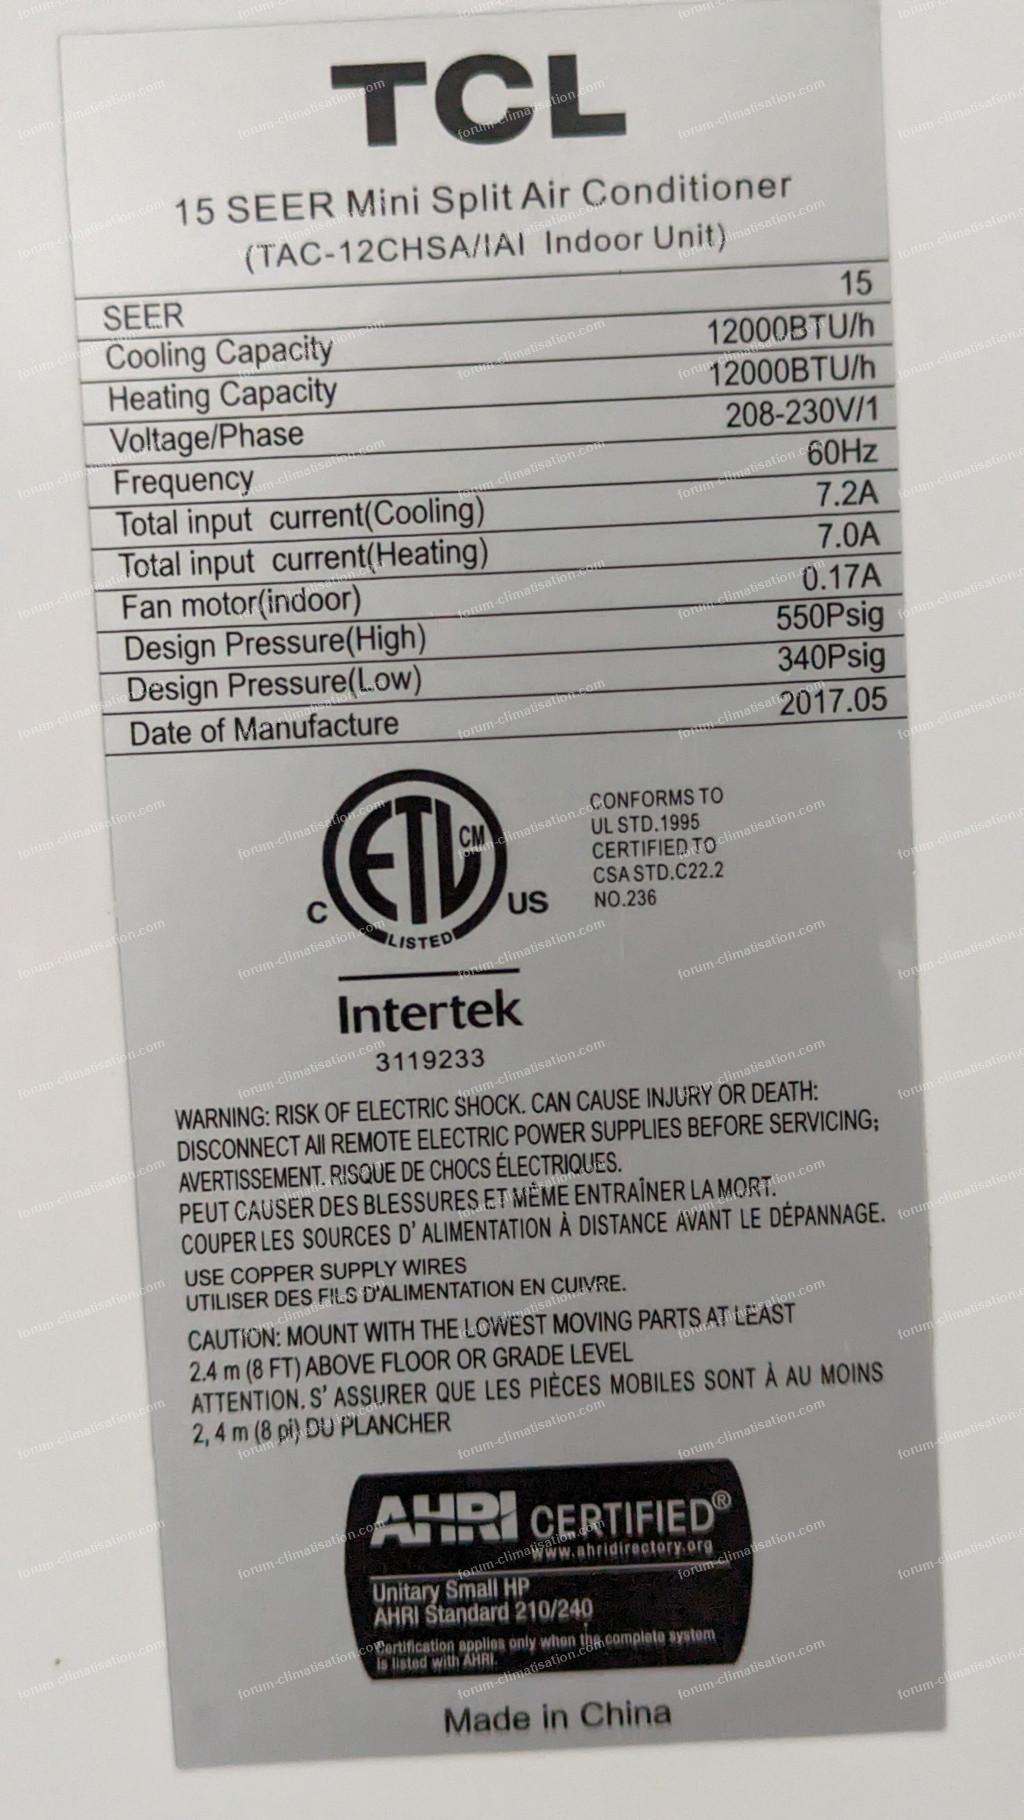 TCL
15 SEER Mini Split Air Conditioner
(TAC-12CHSA/IAI Indoor Unit)
SEER 15
Cooling Capacity 12000BTU/h
Heating Capacity 12000BTU/h
Voltage/Phase 208-230V/1
Frequency 60Hz
Total input current(Cooling) 7.2A
Total input current(Heating) 7.0A
Fan motor(indoor) 0.17A
Design Pressure(High) 550Psig
Design Pressure(Low) 340Psig
Date of Manufacture 2017.05
ETL CM
C US
LISTED
Intertek
3119233
CONFORMS TO
UL STD.1995
CERTIFIED TO
CSA STD.C22.2
NO.236
WARNING: RISK OF ELECTRIC SHOCK. CAN CAUSE INJURY OR DEATH:
DISCONNECT All REMOTE ELECTRIC POWER SUPPLIES BEFORE SERVICING;
AVERTISSEMENT. RISQUE DE CHOCS ÉLECTRIQUES.
PEUT CAUSER DES BLESSURES ET MÊME ENTRAÎNER LA MORT.
COUPER LES SOURCES D' ALIMENTATION À DISTANCE AVANT LE DÉPANNAGE.
USE COPPER SUPPLY WIRES
UTILISER DES FILS D'ALIMENTATION EN CUIVRE.
CAUTION: MOUNT WITH THE LOWEST MOVING PARTS AT LEAST
2.4 m (8 FT) ABOVE FLOOR OR GRADE LEVEL
ATTENTION. S' ASSURER QUE LES PIÈCES MOBILES SONT À AU MOINS
2, 4 m (8 pi) DU PLANCHER
AHRI CERTIFIED®
www.ahridirectory.org
Unitary Small HP
AHRI Standard 210/240
Certification applies only when the complete system
is listed with AHRI.
Made in China
forum-climatisation.com